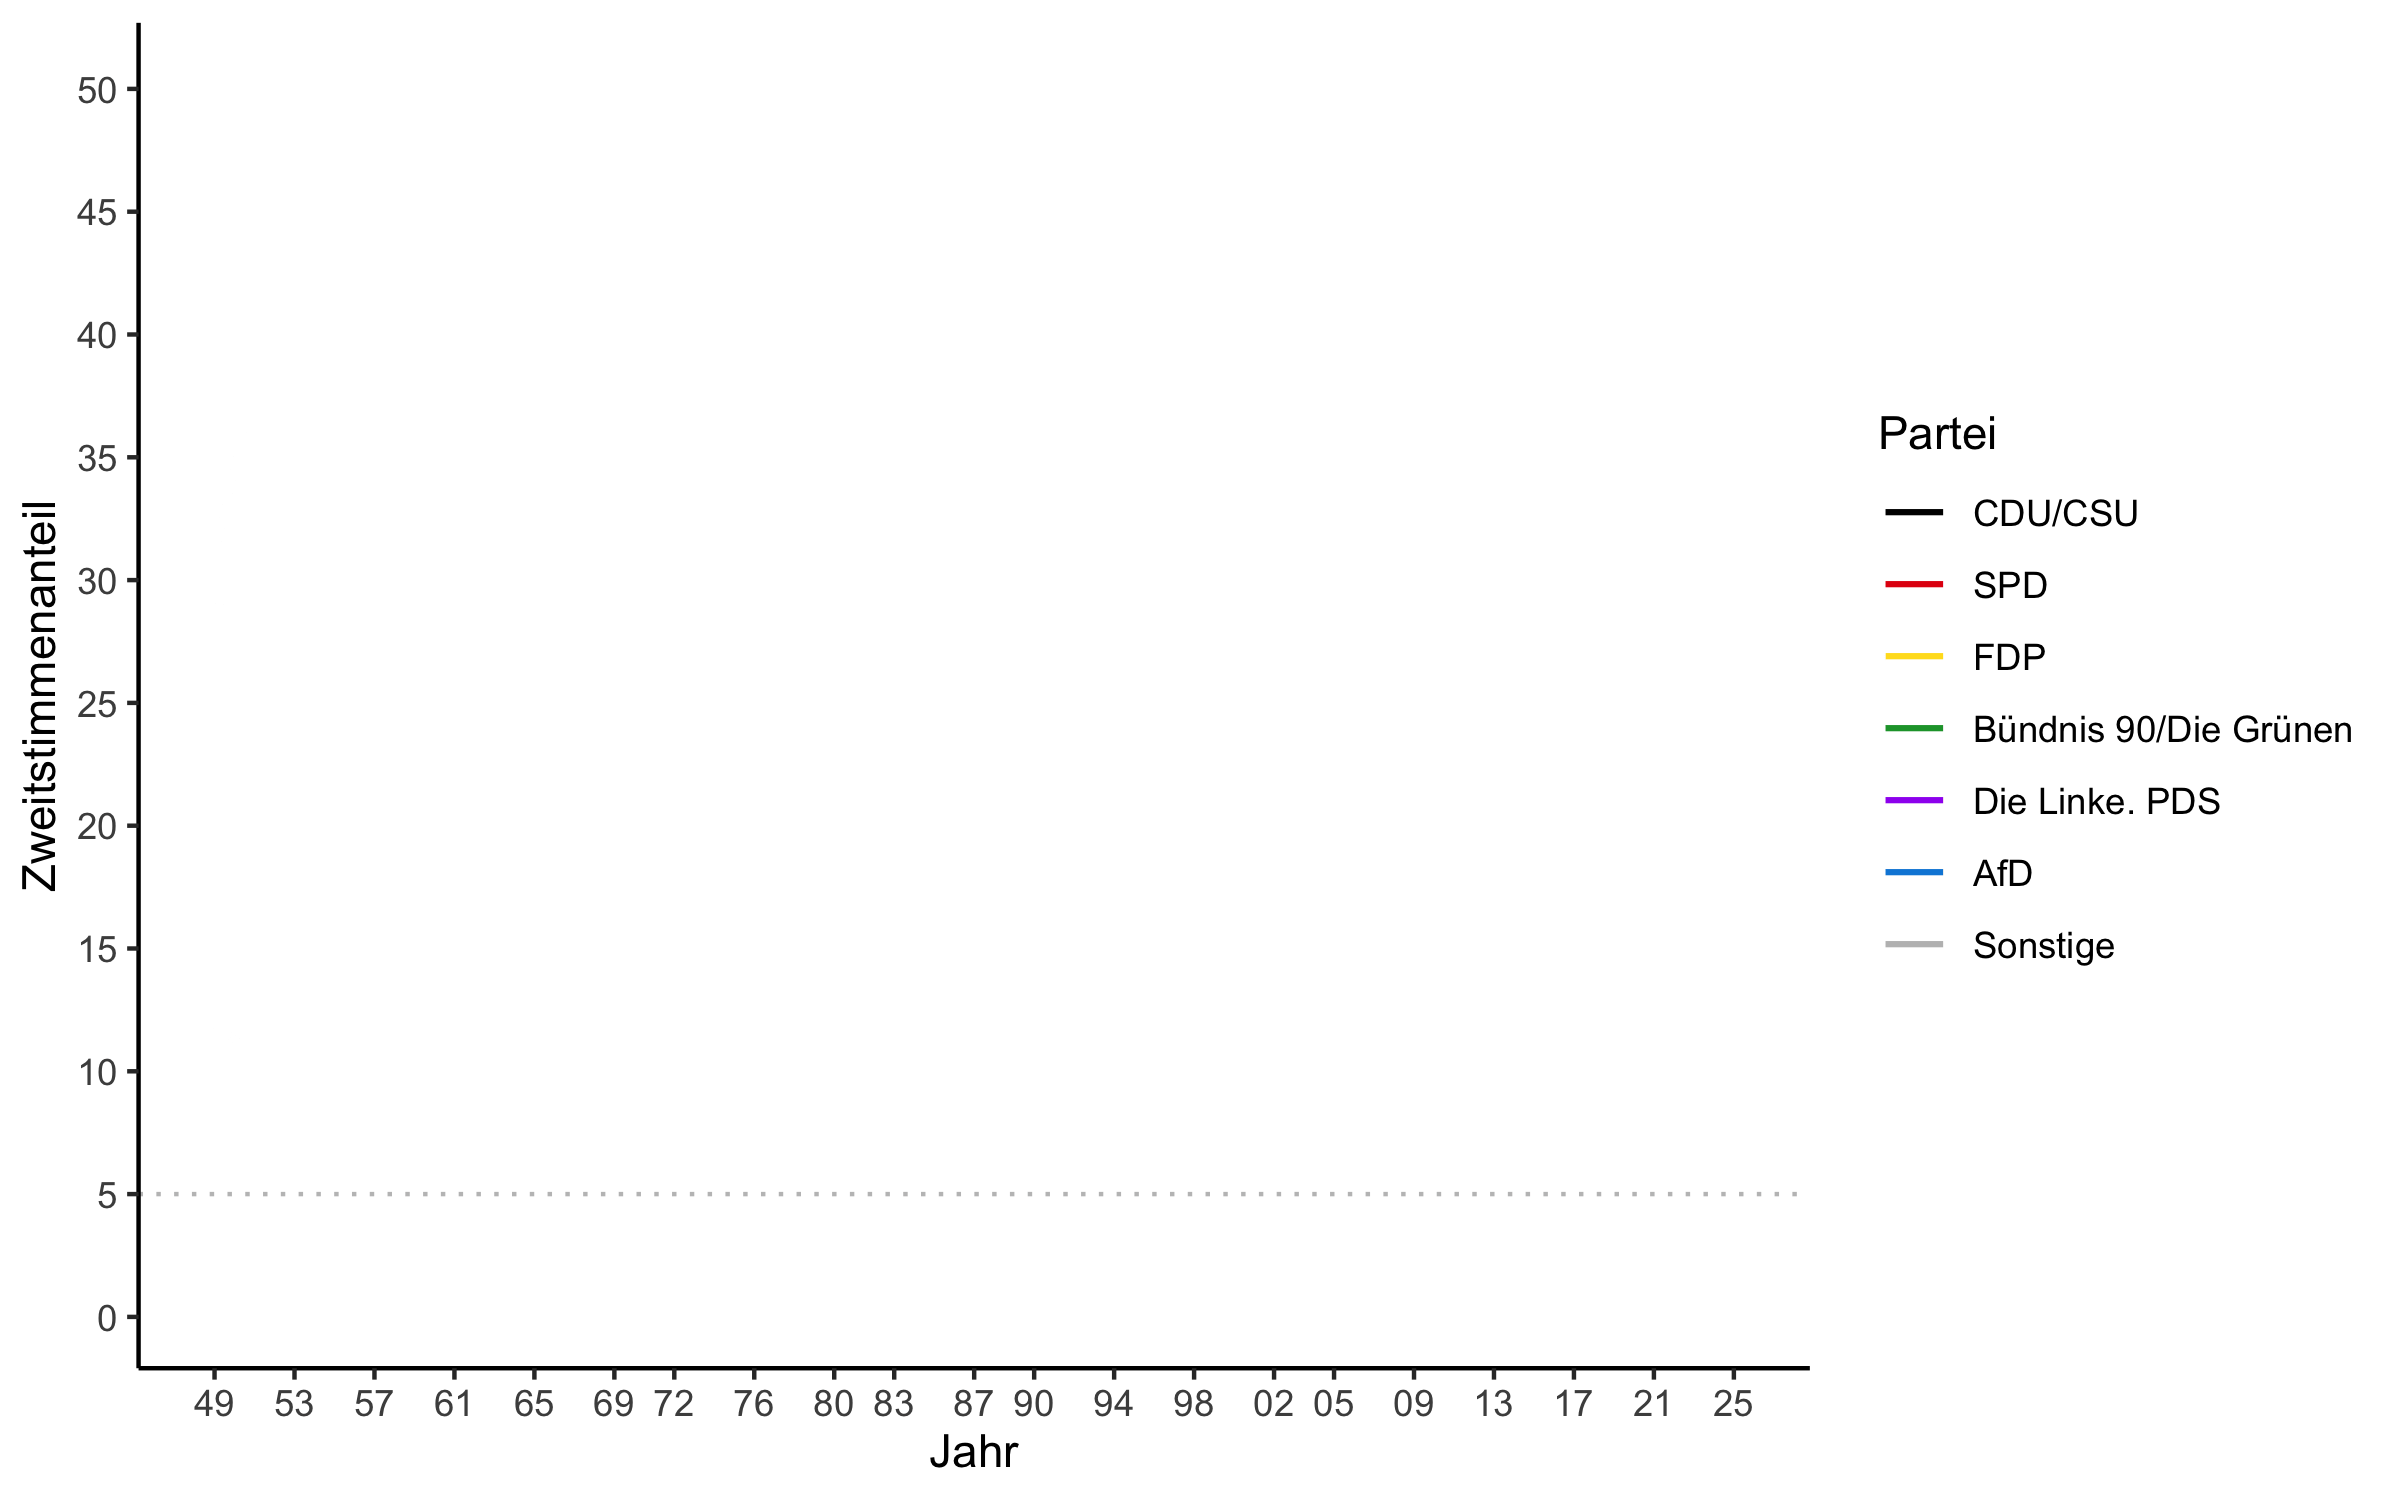 Zweitstimmenanteil
50
45
40
35
30
25
20
15
10
5
0
49 53 57 61 65 69 72 76 80 83 87 90 94 98 02 05 09 13 17 21 25
Jahr
Partei
CDU/CSU
SPD
FDP
Bündnis 90/Die Grünen
Die Linke. PDS
AfD
Sonstige